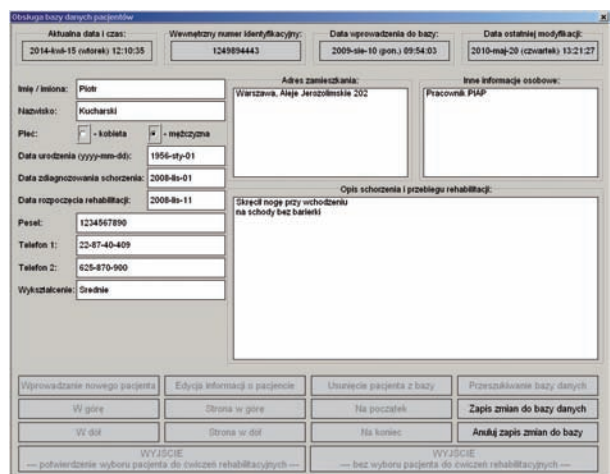 Obsługa bazy danych pacjentów
Aktualna data i czas:
2014-kwi-15 (wtorek) 12:10:35
Wewnętrzny numer identyfikacyjny:
1249894443
Data wprowadzenia do bazy:
2009-sie-10 (pon.) 09:54:03
Data ostatniej modyfikacji:
2010-maj-20 (czwartek) 13:21:27
Imię / imiona: Piotr
Nazwisko: Kucharski
Płeć: - kobieta - mężczyzna
Data urodzenia (yyyy-mm-dd): 1956-sty-01
Data zdiagnozowania schorzenia: 2008-lis-01
Data rozpoczęcia rehabilitacji: 2008-lis-11
Pesel: 1234567890
Telefon 1: 22-87-40-409
Telefon 2: 625-870-900
Wykształcenie: Srednie
Adres zamieszkania:
Warszawa, Aleje Jerozolimskie 202
Inne informacje osobowe:
Pracownik PIAP
Opis schorzenia i przebiegu rehabilitacji:
Skręcił nogę przy wchodzeniu
na schody bez barierki
Wprowadzanie nowego pacjenta Edycja informacji o pacjencie Usunięcie pacjenta z bazy Przeszukiwanie bazy danych
W górę Strona w górę Na początek Zapis zmian do bazy danych
W dół Strona w dół Na koniec Anuluj zapis zmian do bazy
WYJŚCIE WYJŚCIE
--- potwierdzenie wyboru pacjenta do ćwiczeń rehabilitacyjnych --- --- bez wyboru pacjenta do ćwiczeń rehabilitacyjnych ---